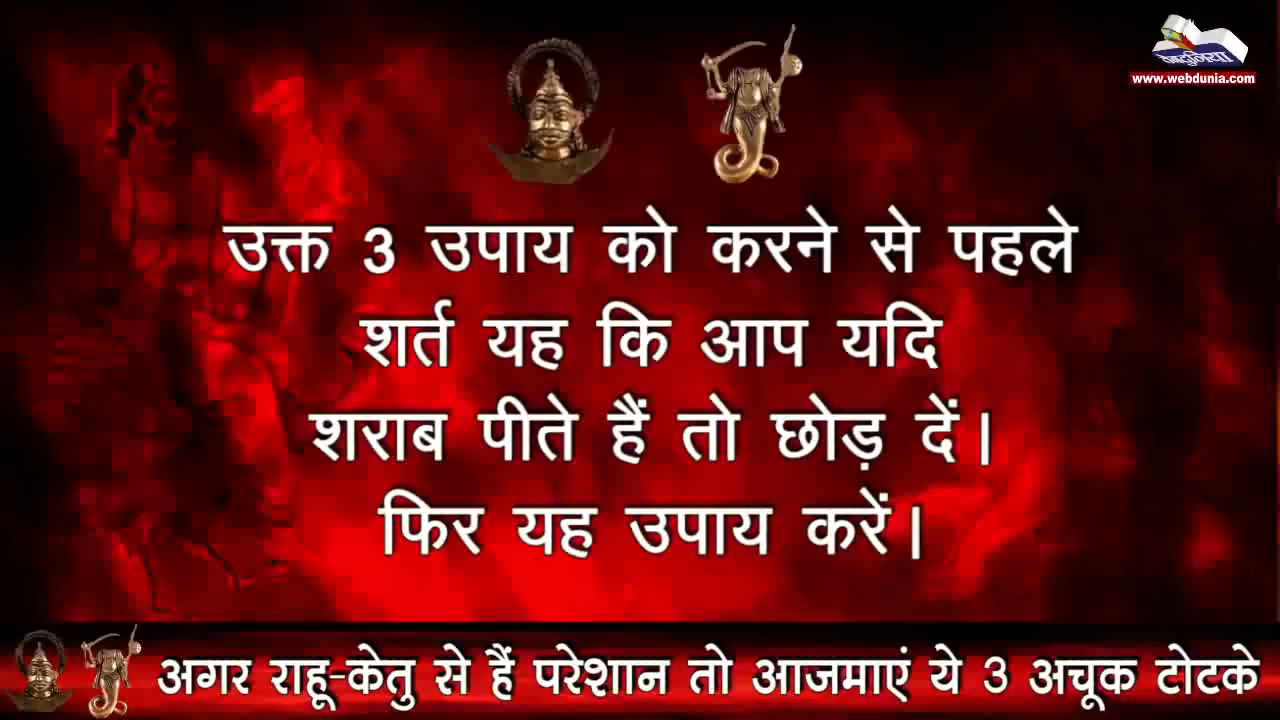 वेबदुनिया
www.webdunia.com
उक्त 3 उपाय को करने से पहले
शर्त यह कि आप यदि
शराब पीते हैं तो छोड़ दें।
फिर यह उपाय करें।
अगर राहू-केतु से हैं परेशान तो आजमाएं ये 3 अचूक टोटके